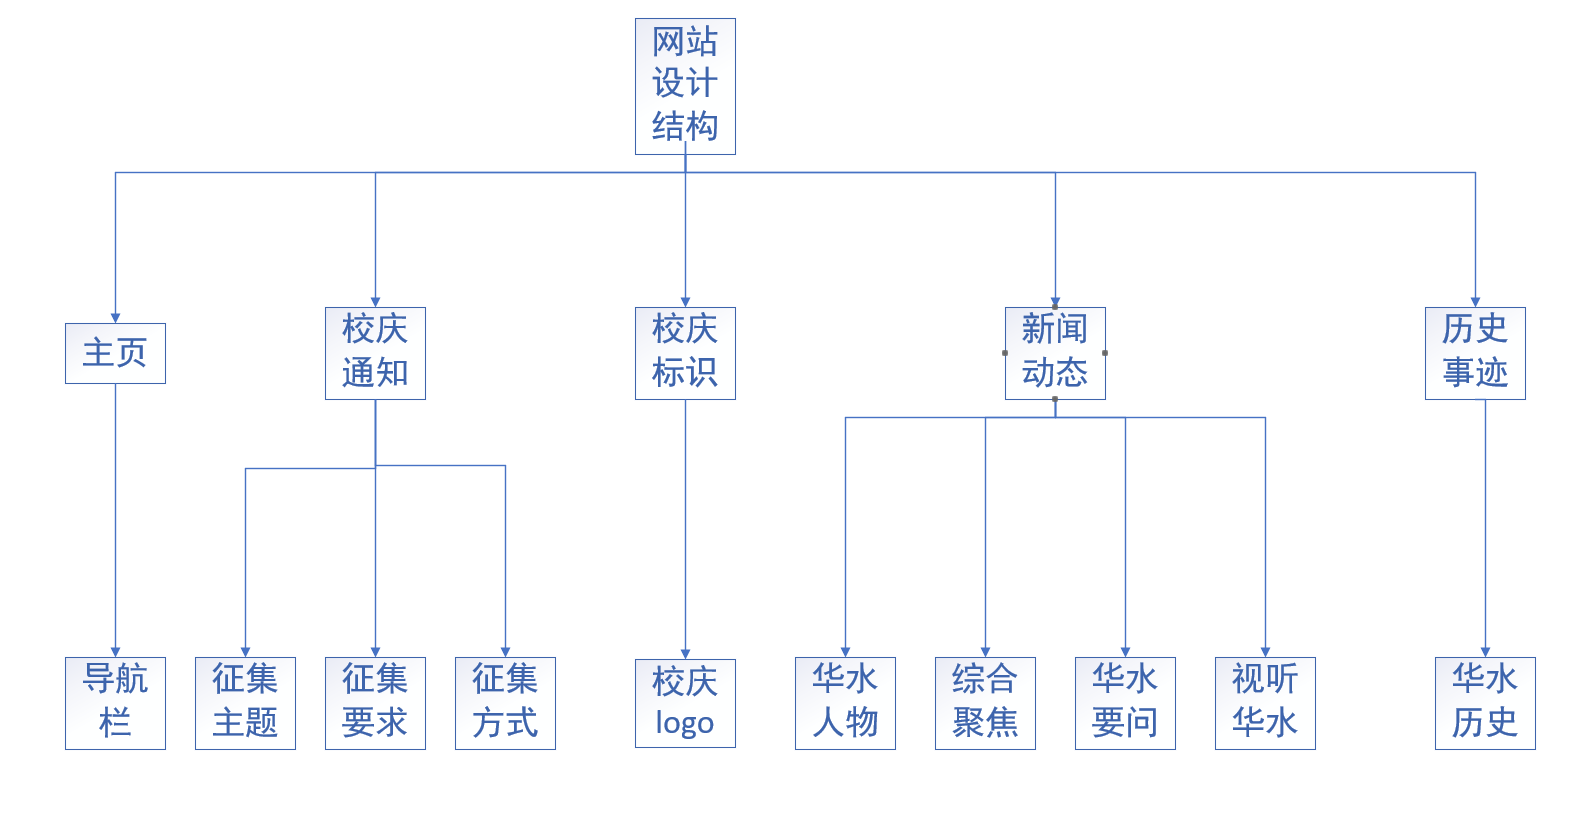 网站
设计
结构
主页
校庆
通知
校庆
标识
新闻
动态
历史
事迹
导航
栏
征集
主题
征集
要求
征集
方式
校庆
logo
华水
人物
综合
聚焦
华水
要问
视听
华水
华水
历史